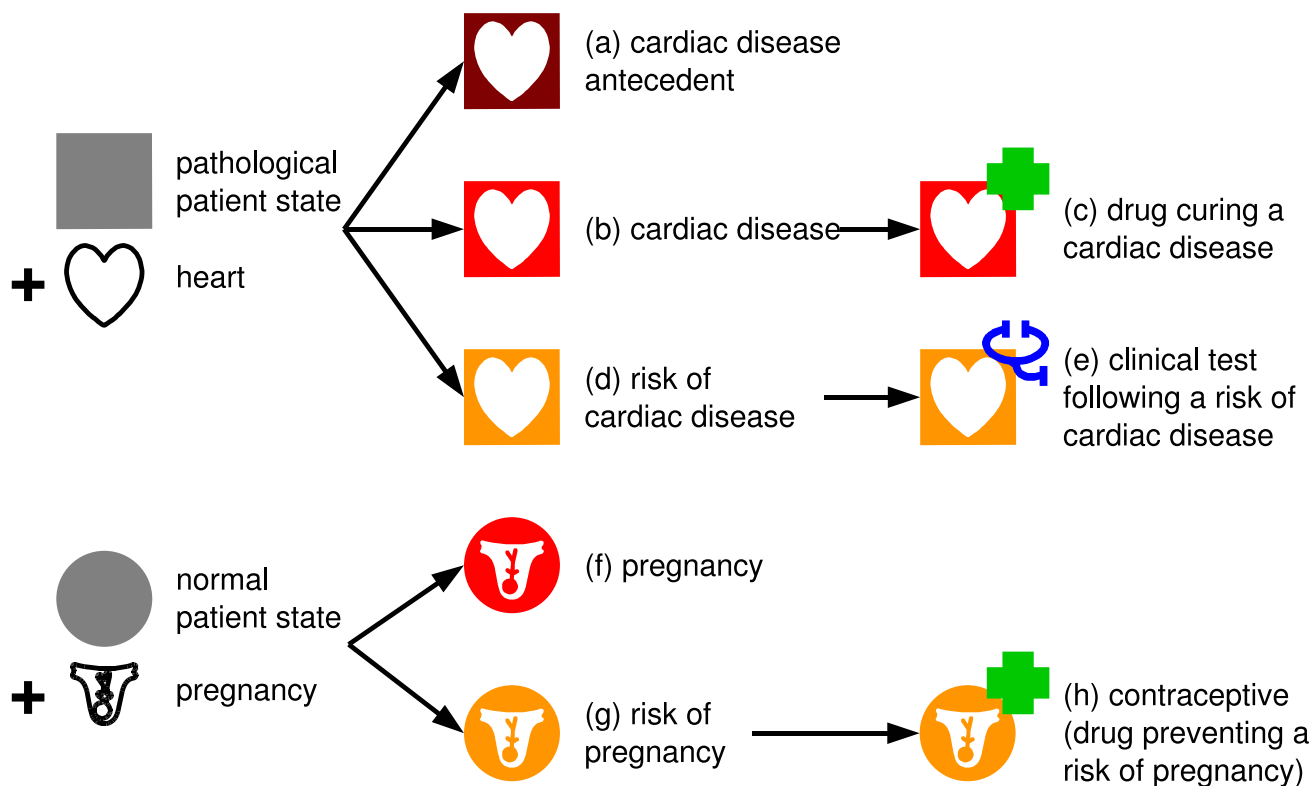 (a) cardiac disease
antecedent
pathological
patient state
+
heart
(b) cardiac disease
(c) drug curing a
cardiac disease
(d) risk of
cardiac disease
(e) clinical test
following a risk of
cardiac disease
normal
patient state
+
pregnancy
(f) pregnancy
(g) risk of
pregnancy
(h) contraceptive
(drug preventing a
risk of pregnancy)